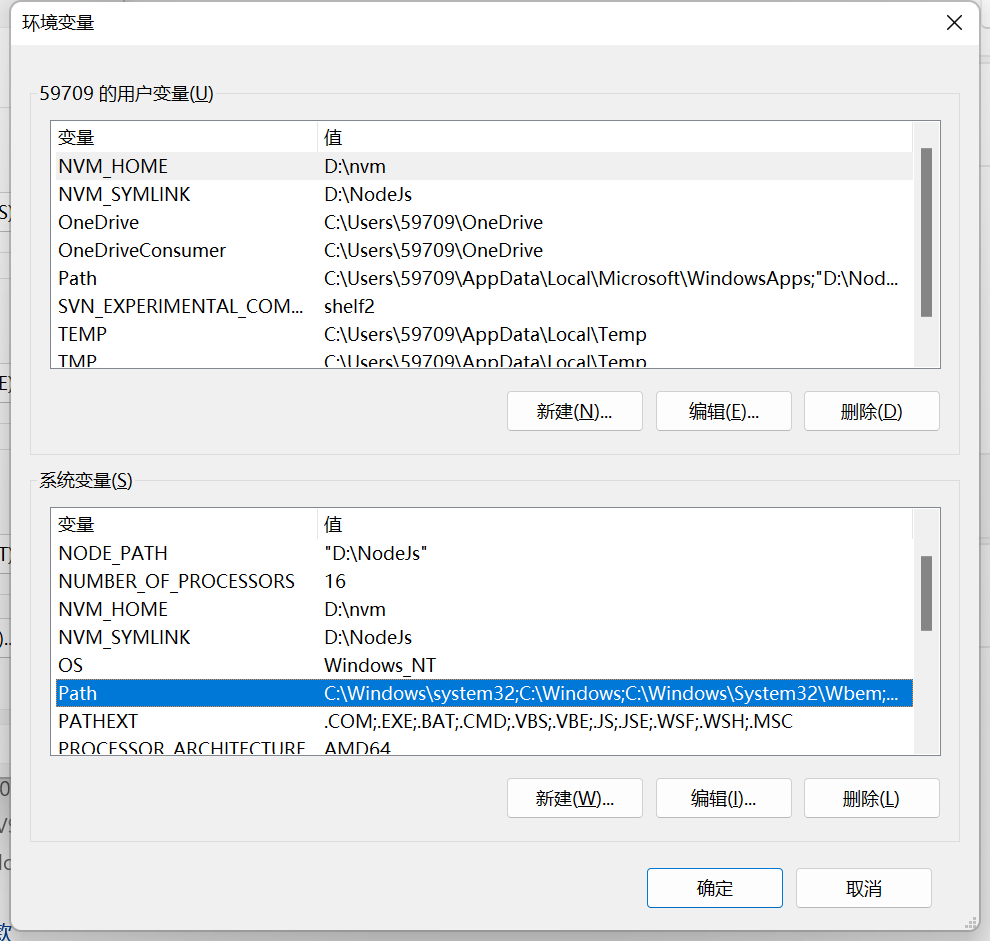 环境变量
59709 的用户变量(U)
变量 值
NVM_HOME D:\nvm
NVM_SYMLINK D:\NodeJs
OneDrive C:\Users\59709\OneDrive
OneDriveConsumer C:\Users\59709\OneDrive
Path C:\Users\59709\AppData\Local\Microsoft\WindowsApps;"D:\Nod...
SVN_EXPERIMENTAL_COM... shelf2
TEMP C:\Users\59709\AppData\Local\Temp
TMP C:\Users\59709\AppData\Local\Temp
新建(N)... 编辑(E)... 删除(D)
系统变量(S)
变量 值
NODE_PATH "D:\NodeJs"
NUMBER_OF_PROCESSORS 16
NVM_HOME D:\nvm
NVM_SYMLINK D:\NodeJs
OS Windows_NT
Path C:\Windows\system32;C:\Windows;C:\Windows\System32\Wbem;...
PATHEXT .COM;.EXE;.BAT;.CMD;.VBS;.VBE;.JS;.JSE;.WSF;.WSH;.MSC
PROCESSOR_ARCHITECTURE AMD64
新建(W)... 编辑(I)... 删除(L)
确定 取消